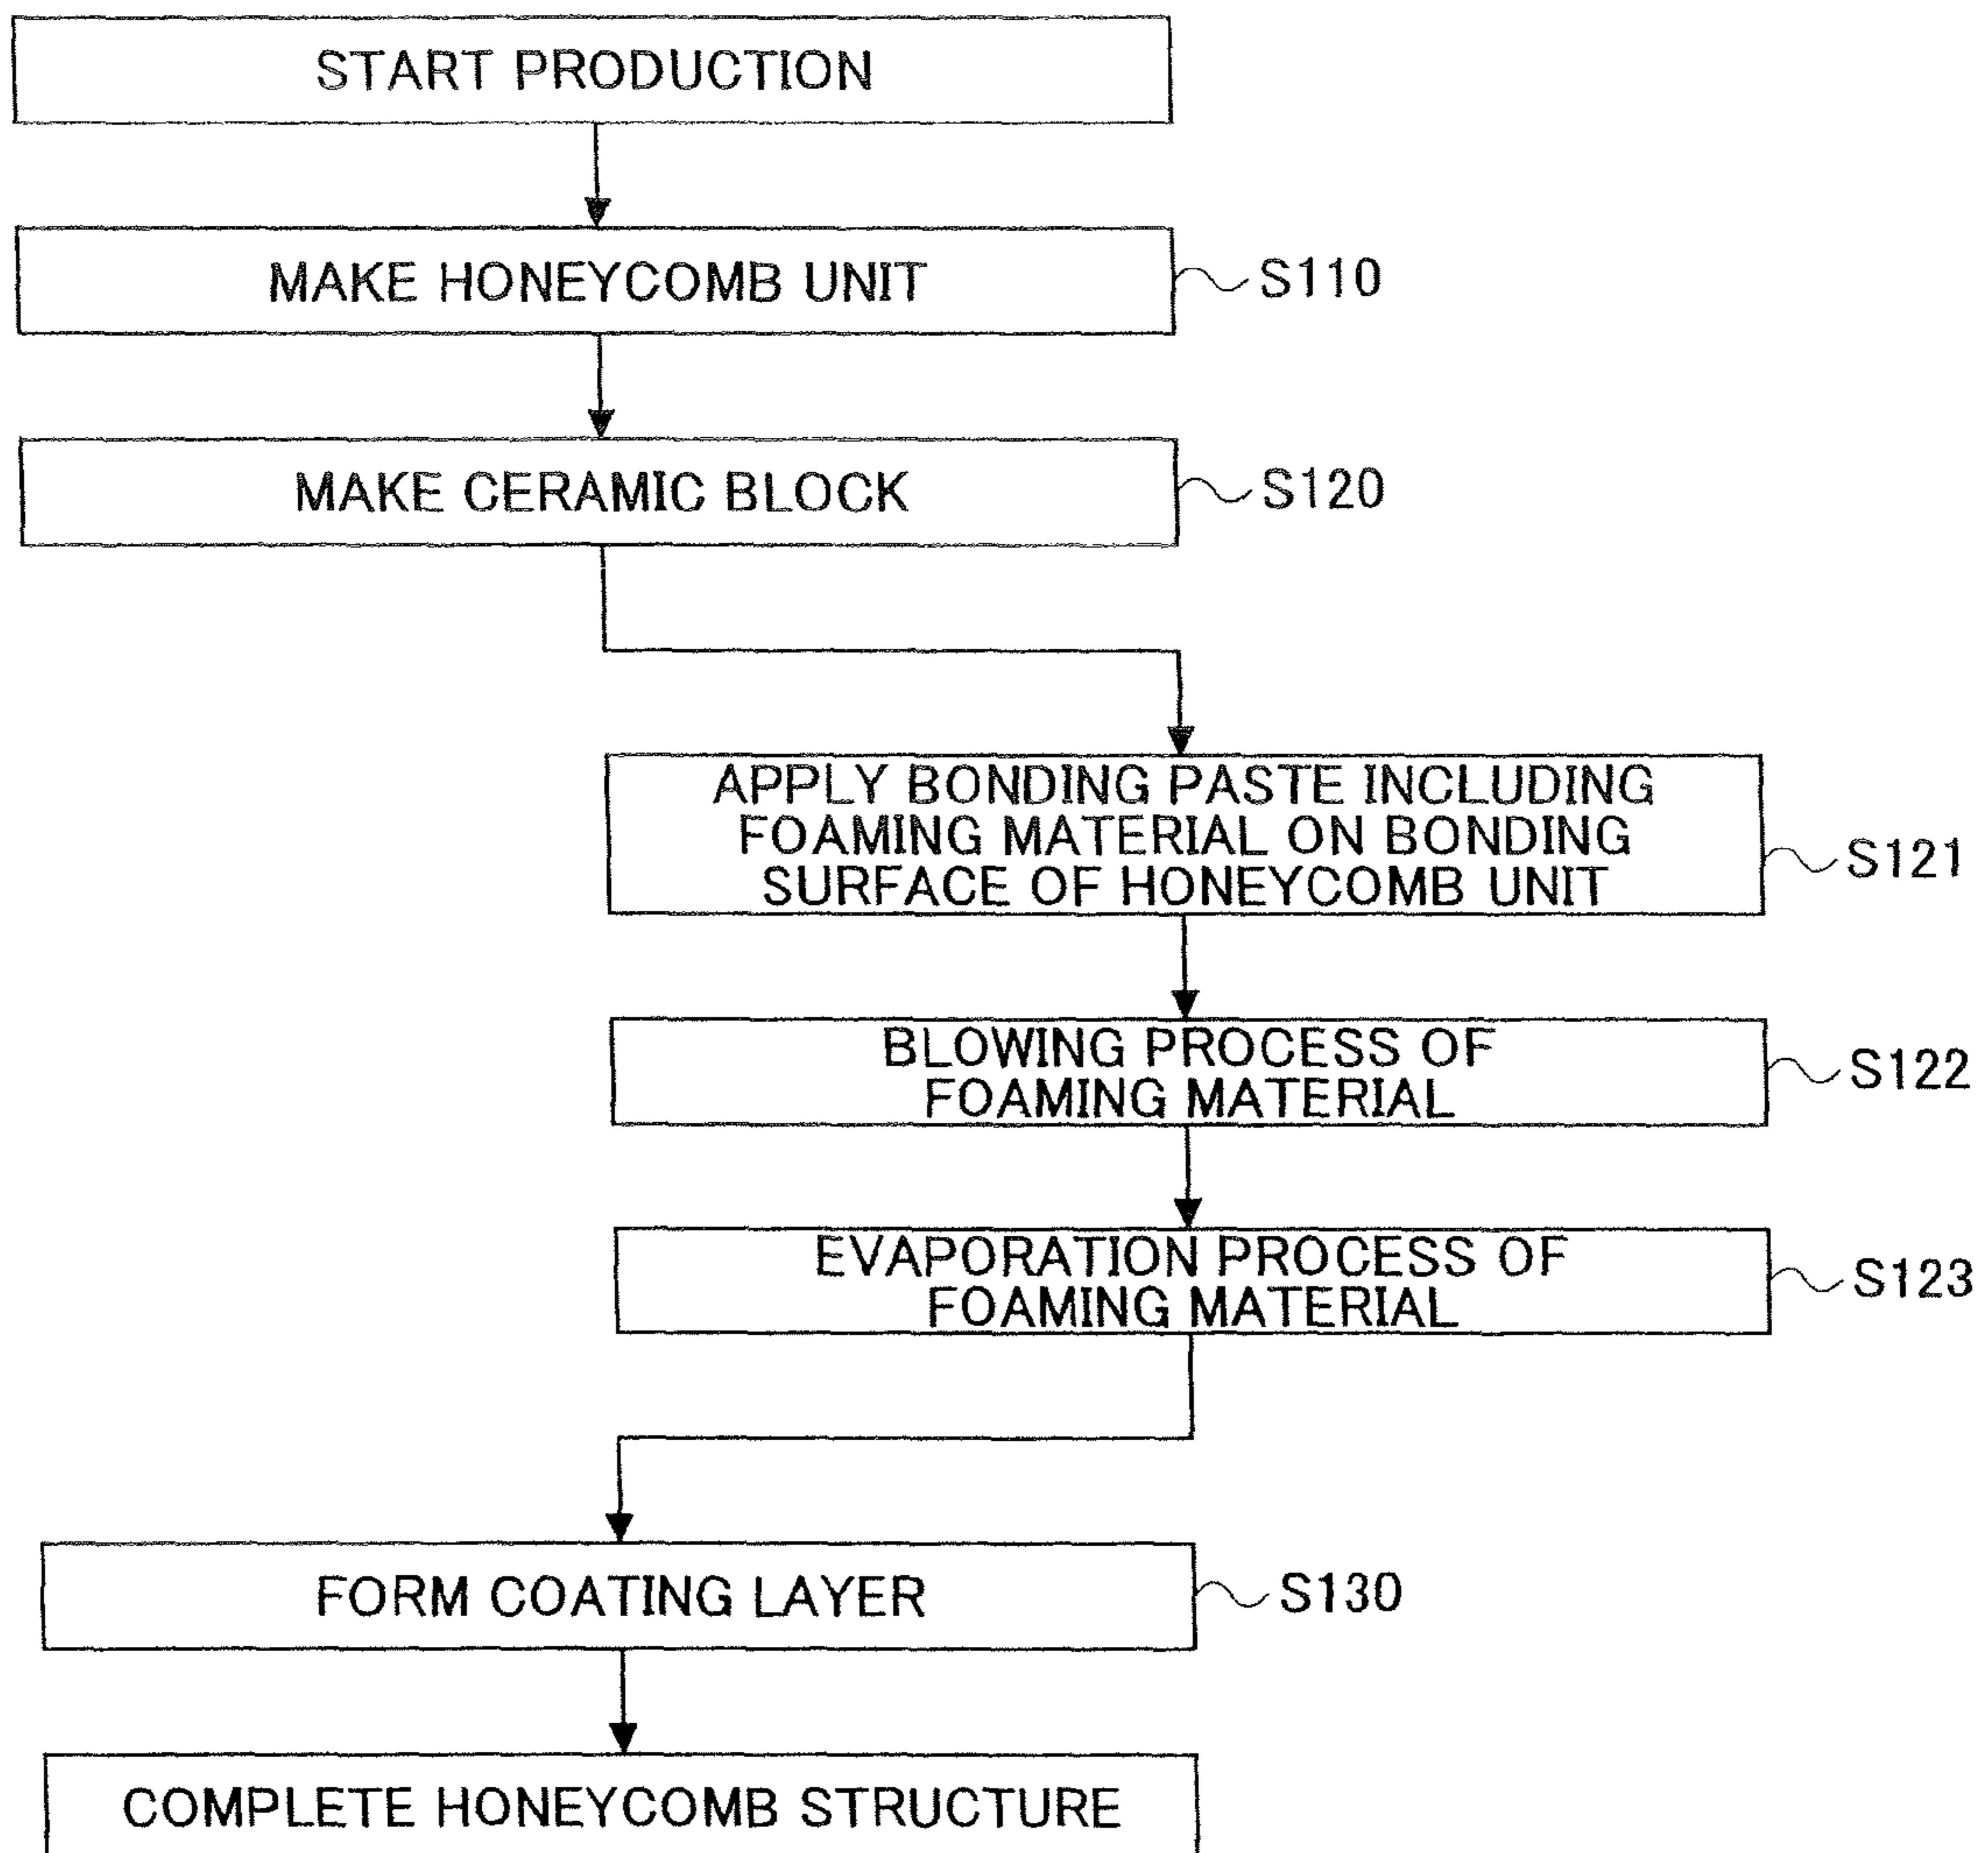 START PRODUCTION
MAKE HONEYCOMB UNIT
S110
MAKE CERAMIC BLOCK
S120
APPLY BONDING PASTE INCLUDING
FOAMING MATERIAL ON BONDING
SURFACE OF HONEYCOMB UNIT
S121
BLOWING PROCESS OF
FOAMING MATERIAL
S122
EVAPORATION PROCESS OF
FOAMING MATERIAL
S123
FORM COATING LAYER
S130
COMPLETE HONEYCOMB STRUCTURE